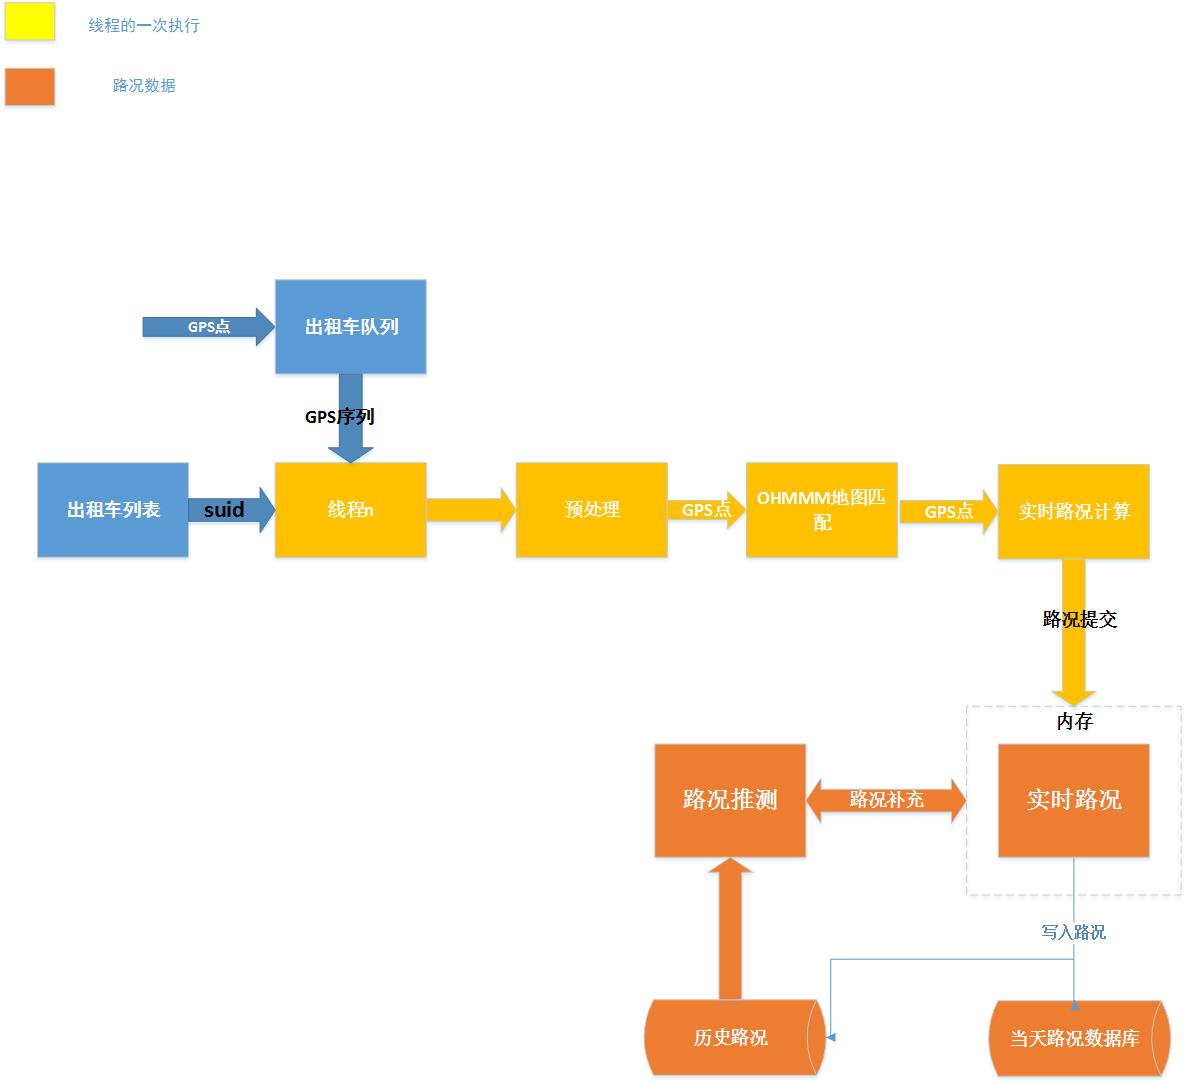 线程的一次执行
路况数据
GPS点
出租车队列
GPS序列
出租车列表
suid
线程n
预处理
GPS点
OHMMM地图匹
配
GPS点
实时路况计算
路况提交
内存
路况推测
路况补充
实时路况
写入路况
历史路况
当天路况数据库